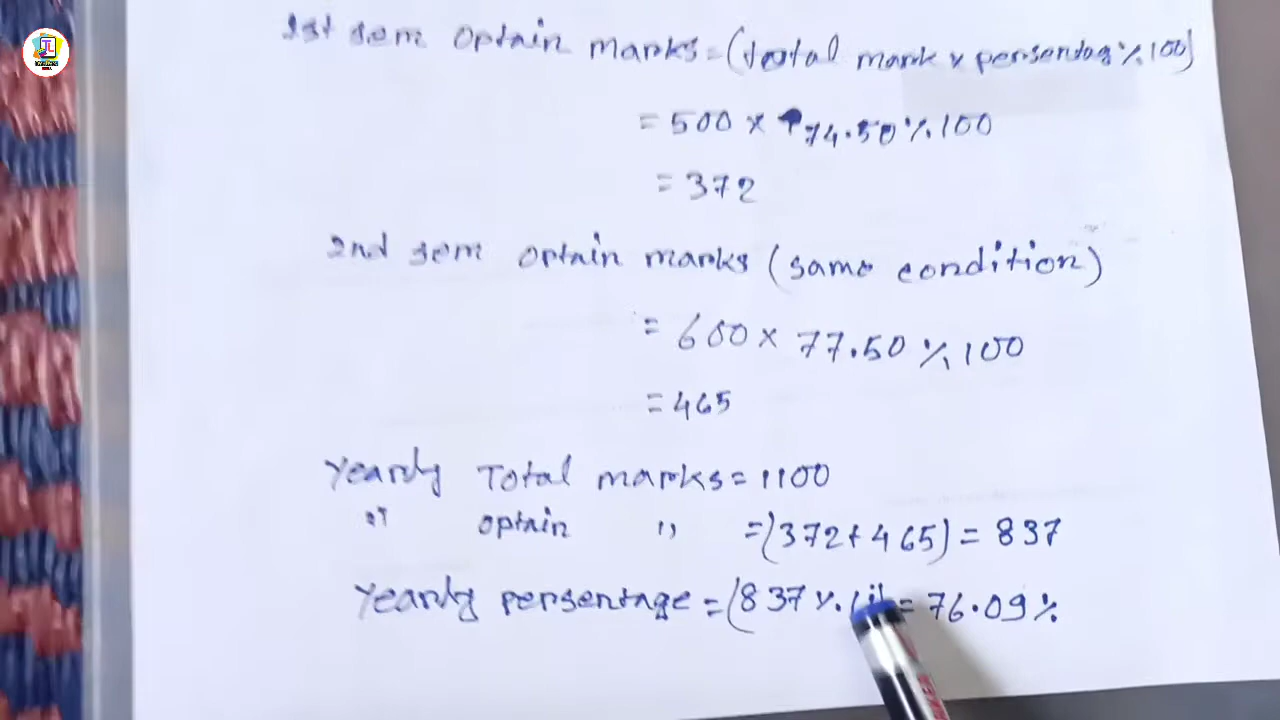 1st sem optain marks = (total mark x persentag % 100)
= 500 x 74.50 % 100
= 372
2nd sem optain marks (same condition)
= 600 x 77.50 % 100
= 465
Yearly Total marks = 1100
" optain " = (372 + 465) = 837
Yearly persentage = (837 %. = 76.09 %